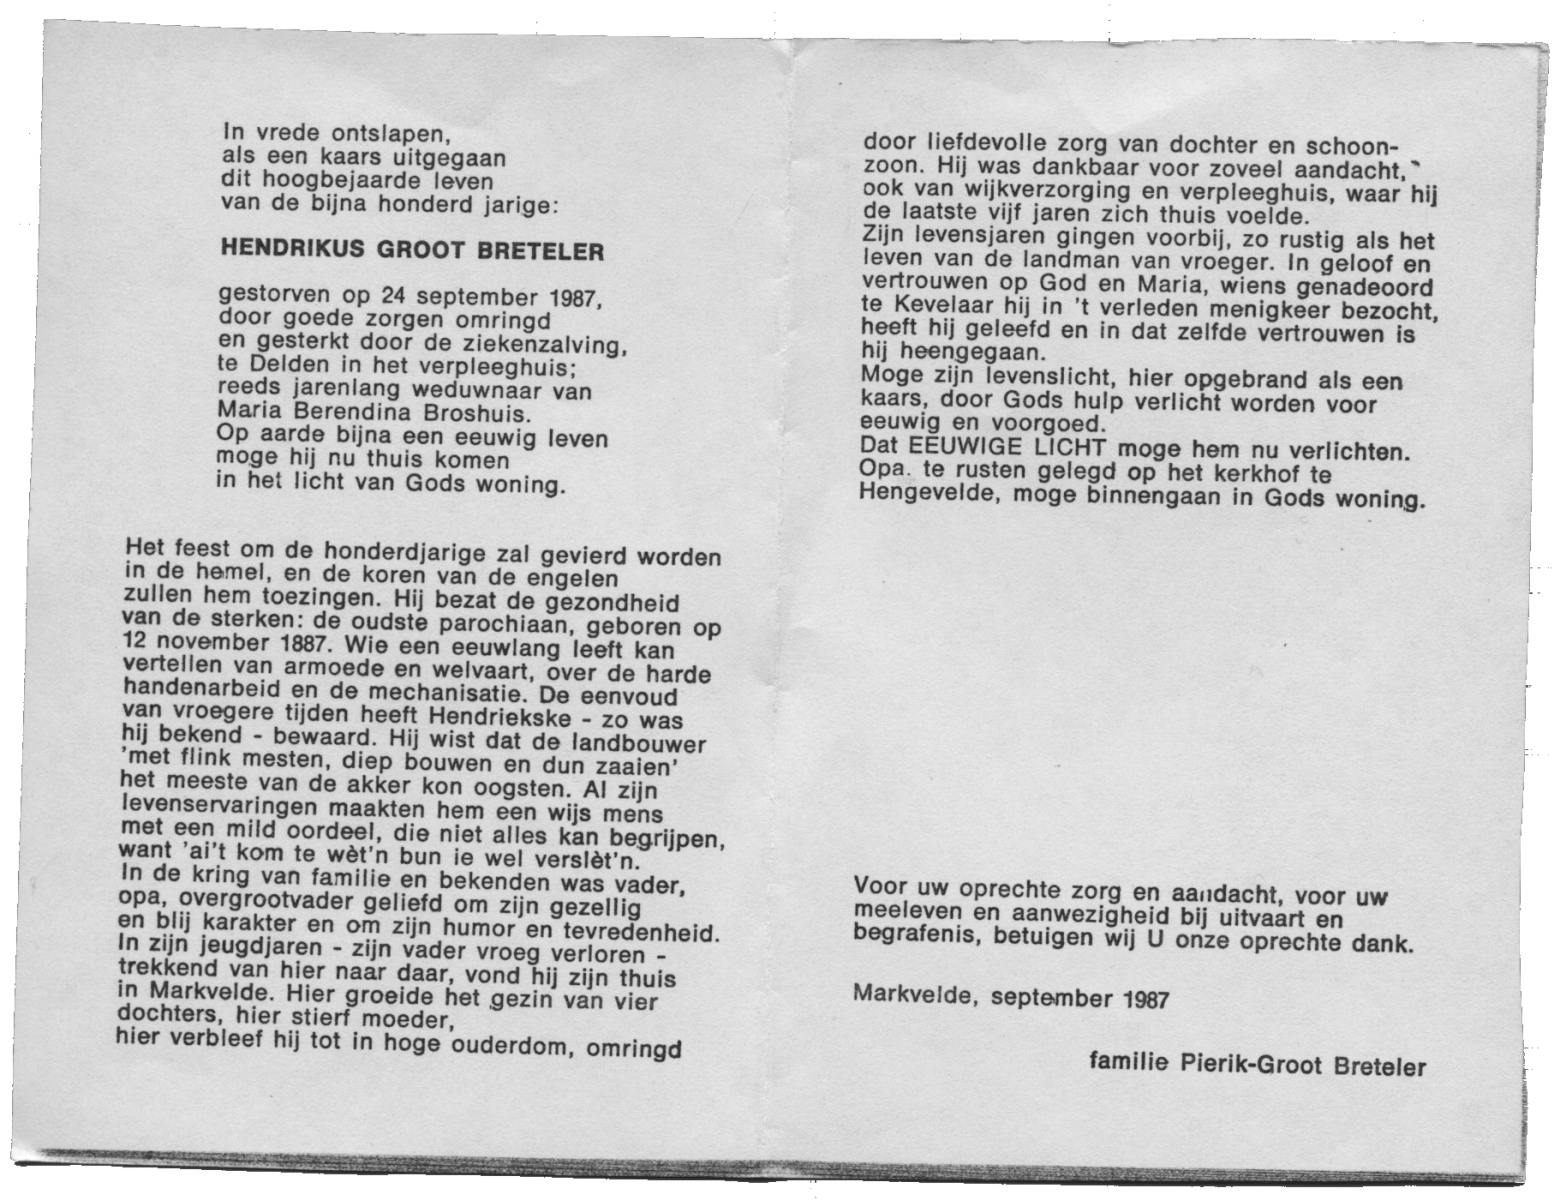 In vrede ontslapen,
als een kaars uitgegaan
dit hoogbejaarde leven
van de bijna honderd jarige:
HENDRIKUS GROOT BRETELER
gestorven op 24 september 1987,
door goede zorgen omringd
en gesterkt door de ziekenzalving,
te Delden in het verpleeghuis;
reeds jarenlang weduwnaar van
Maria Berendina Broshuis.
Op aarde bijna een eeuwig leven
moge hij nu thuis komen
in het licht van Gods woning.
Het feest om de honderdjarige zal gevierd worden
in de hemel, en de koren van de engelen
zullen hem toezingen. Hij bezat de gezondheid
van de sterken: de oudste parochiaan, geboren op
12 november 1887. Wie een eeuwlang leeft kan
vertellen van armoede en welvaart, over de harde
handenarbeid en de mechanisatie. De eenvoud
van vroegere tijden heeft Hendriekske - zo was
hij bekend - bewaard. Hij wist dat de landbouwer
'met flink mesten, diep bouwen en dun zaaien'
het meeste van de akker kon oogsten. Al zijn
levenservaringen maakten hem een wijs mens
met een mild oordeel, die niet alles kan begrijpen,
want 'ai't kom te wèt'n bun ie wel verslèt'n.
In de kring van familie en bekenden was vader,
opa, overgrootvader geliefd om zijn gezellig
en blij karakter en om zijn humor en tevredenheid.
In zijn jeugdjaren - zijn vader vroeg verloren -
trekkend van hier naar daar, vond hij zijn thuis
in Markvelde. Hier groeide het gezin van vier
dochters, hier stierf moeder,
hier verbleef hij tot in hoge ouderdom, omringd
door liefdevolle zorg van dochter en schoon-
zoon. Hij was dankbaar voor zoveel aandacht,
ook van wijkverzorging en verpleeghuis, waar hij
de laatste vijf jaren zich thuis voelde.
Zijn levensjaren gingen voorbij, zo rustig als het
leven van de landman van vroeger. In geloof en
vertrouwen op God en Maria, wiens genadeoord
te Kevelaar hij in 't verleden menigkeer bezocht,
heeft hij geleefd en in dat zelfde vertrouwen is
hij heengegaan.
Moge zijn levenslicht, hier opgebrand als een
kaars, door Gods hulp verlicht worden voor
eeuwig en voorgoed.
Dat EEUWIGE LICHT moge hem nu verlichten.
Opa. te rusten gelegd op het kerkhof te
Hengevelde, moge binnengaan in Gods woning.
Voor uw oprechte zorg en aandacht, voor uw
meeleven en aanwezigheid bij uitvaart en
begrafenis, betuigen wij U onze oprechte dank.
Markvelde, september 1987
familie Pierik-Groot Breteler